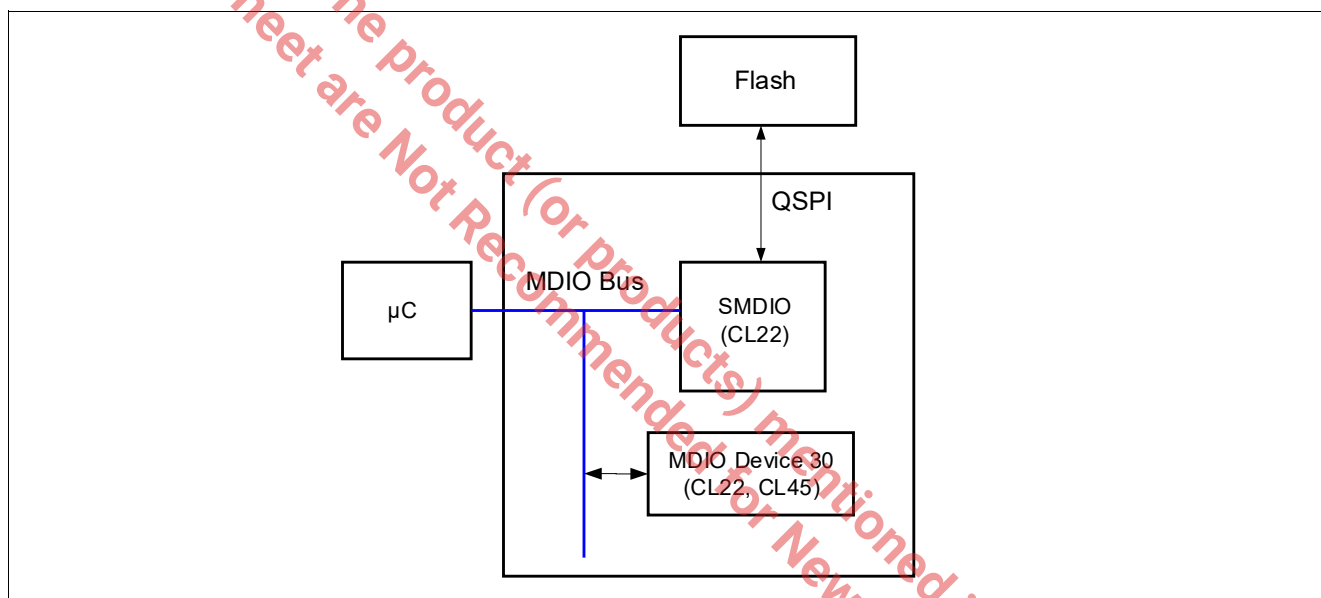 Flash
QSPI
MDIO Bus
µC
SMDIO
(CL22)
MDIO Device 30
(CL22, CL45)
he product (or products) mentioned
heet are Not Recommended for New